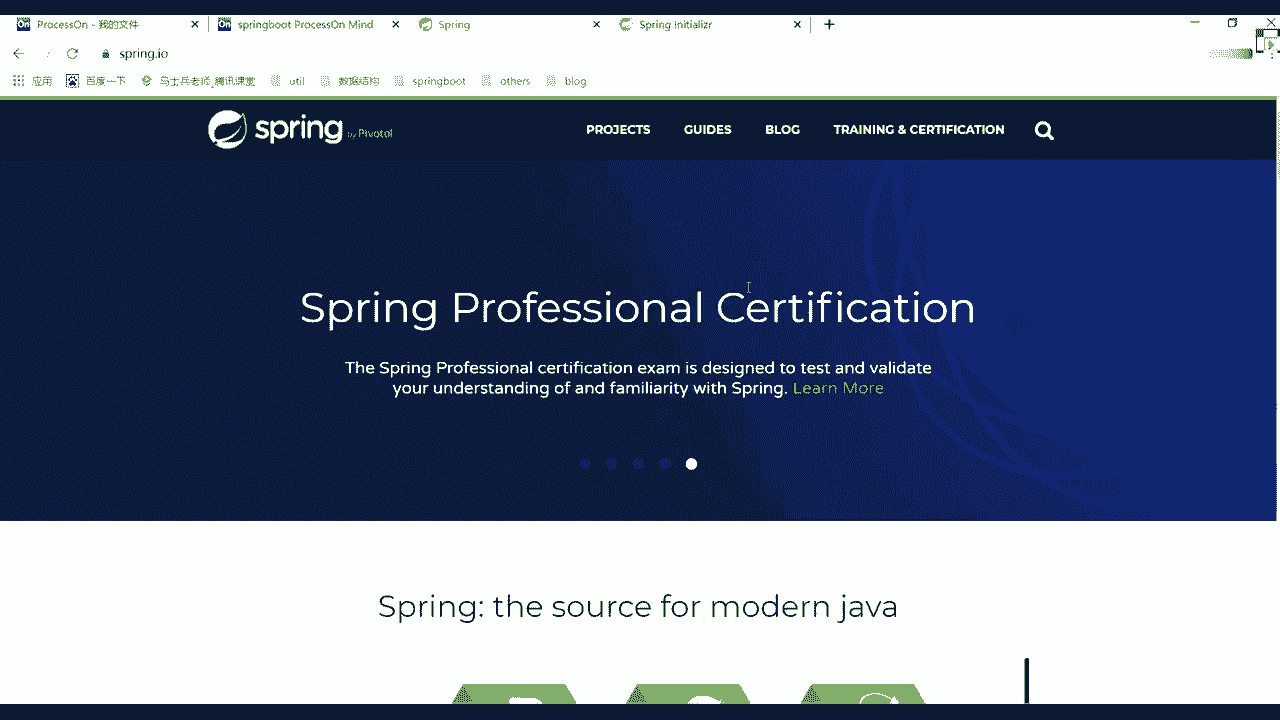 ProcessOn - 我的文件
springboot ProcessOn Mind
Spring
Spring Initializr
spring.io
应用
百度一下
马士兵老师_腾讯课堂
util
数据结构
springboot
others
blog
spring by Pivotal
PROJECTS
GUIDES
BLOG
TRAINING & CERTIFICATION
Spring Professional Certification
The Spring Professional certification exam is designed to test and validate
your understanding of and familiarity with Spring. Learn More
Spring: the source for modern java